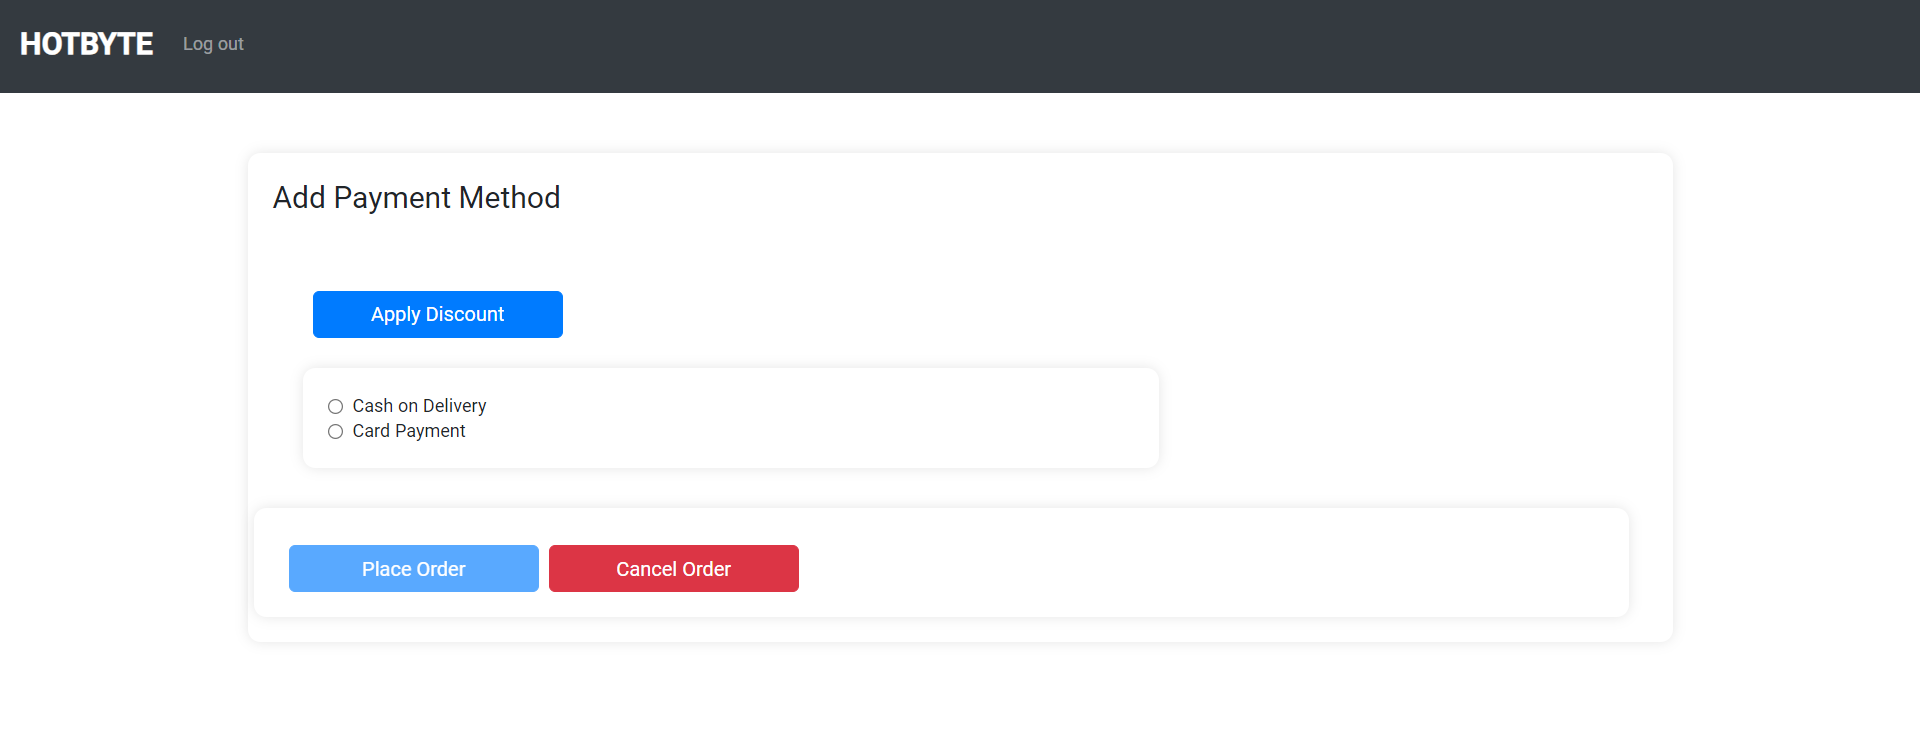 HOTBYTE Log out
Add Payment Method
Apply Discount
Cash on Delivery
Card Payment
Place Order Cancel Order